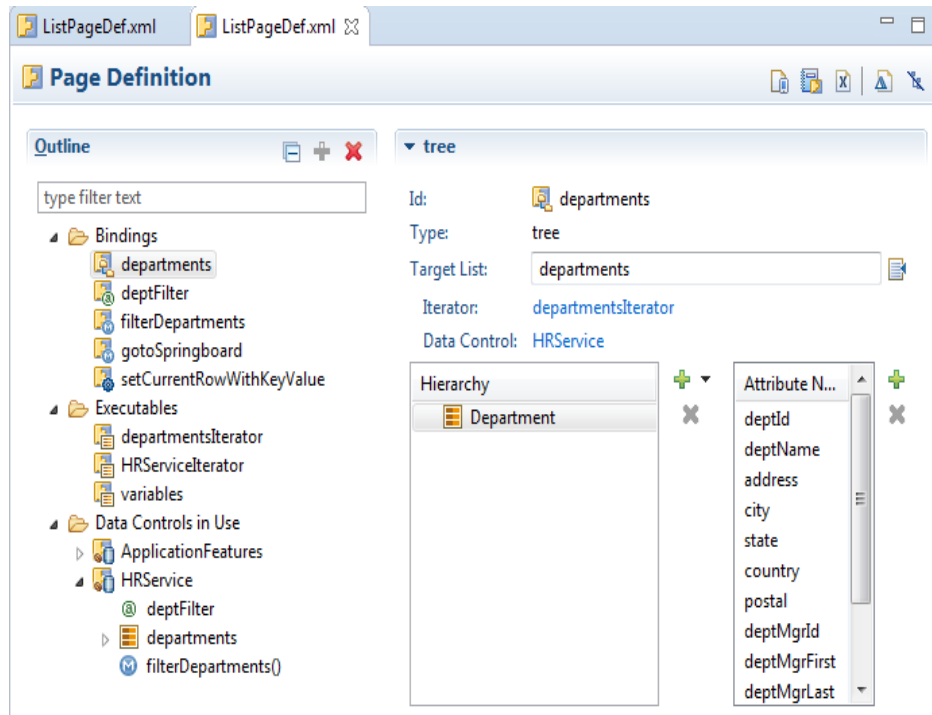 ListPageDef.xml
ListPageDef.xml
Page Definition
Outline
type filter text
Bindings
departments
deptFilter
filterDepartments
gotoSpringboard
setCurrentRowWithKeyValue
Executables
departmentsIterator
HRServiceIterator
variables
Data Controls in Use
ApplicationFeatures
HRService
deptFilter
departments
filterDepartments()
tree
Id: departments
Type: tree
Target List: departments
Iterator: departmentsIterator
Data Control: HRService
Hierarchy
Department
Attribute N...
deptId
deptName
address
city
state
country
postal
deptMgrId
deptMgrFirst
deptMgrLast